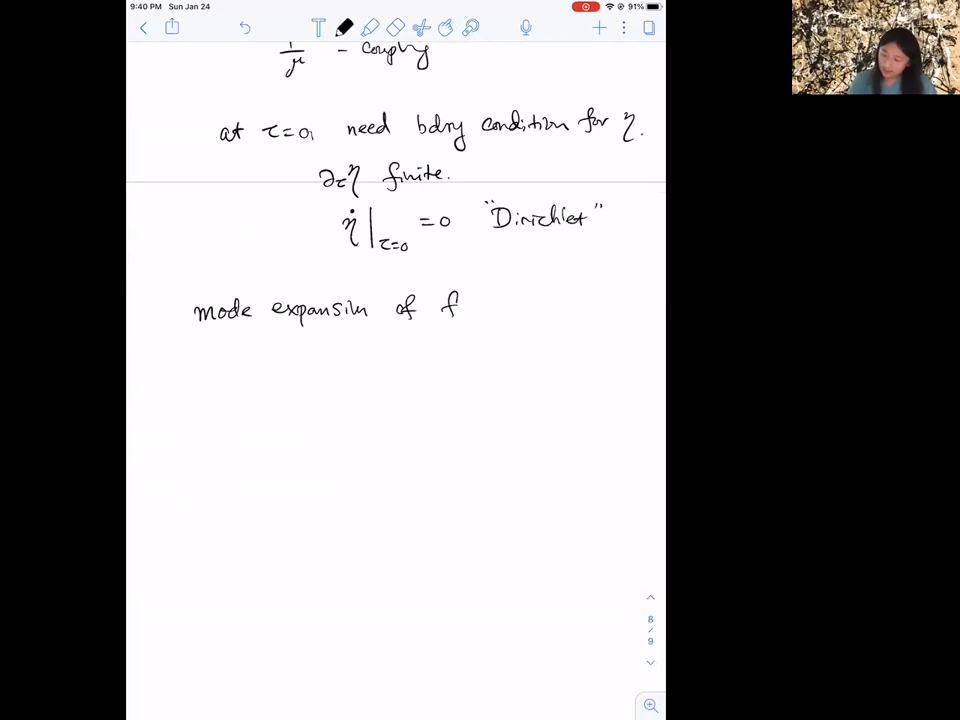 9:40 PM Sun Jan 24
91%
1/μ - coupling
at τ=0, need bdry condition for η.
∂τη finite.
η̇|τ=0 = 0 "Dirichlet"
mode expansion of f
8
/
9